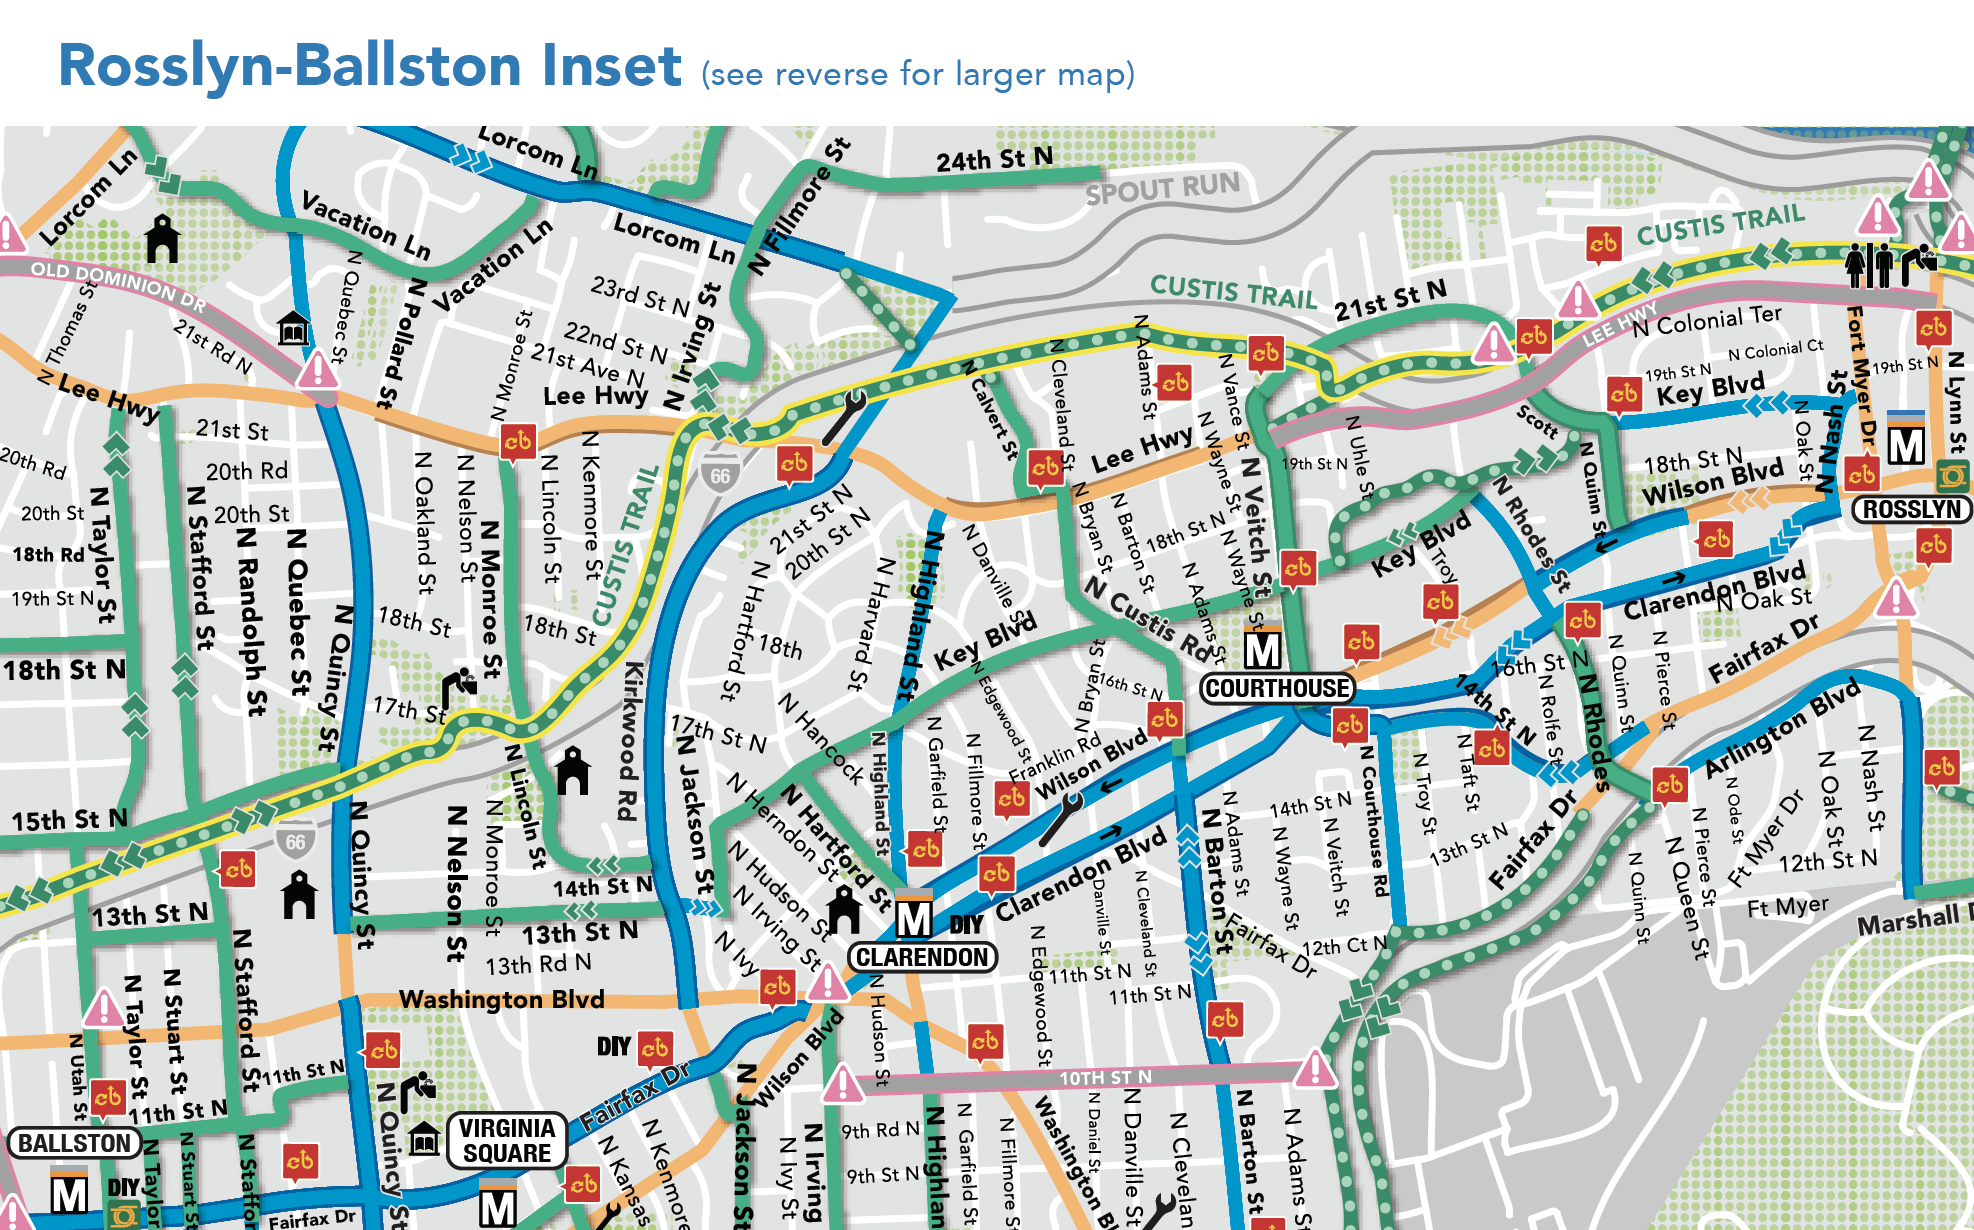 Rosslyn-Ballston Inset (see reverse for larger map)
Lorcom Ln
Lorcom Ln
Lorcom Ln
Vacation Ln
Vacation Ln
N Fillmore St
N Fillmore
24th St N
SPOUT RUN
CUSTIS TRAIL
CUSTIS TRAIL
CUSTIS TRAIL
OLD DOMINION DR
N Thomas St
21st Rd N
N Quebec St
N Pollard St
N Monroe St
23rd St N
22nd St N
21st Ave N
N Irving St
Lee Hwy
Lee Hwy
Lee Hwy
LEE HWY
21st St N
N Calvert St
N Cleveland St
N Adams St
N Vance St
N Wayne St
N Uhle St
19th St N
Scott
N Colonial Ter
N Colonial Ct
19th St N
Key Blvd
Fort Myer Dr
19th St N
N Lynn St
N Nash St
N Oak St
18th St N
Wilson Blvd
M
ROSSLYN
20th Rd
20th St
18th Rd
19th St N
18th St N
15th St N
N Taylor St
21st St
20th Rd
20th St
N Stafford St
N Randolph St
N Quebec St
N Quincy St
N Oakland St
N Nelson St
N Monroe St
N Lincoln St
N Kenmore St
18th St
18th St
17th St
66
21st St N
20th St N
N Hartford St
18th
N Harvard St
N Highland St
N Danville St
N Bryan St
N Barton St
18th St N
N Wayne St
N Adams St
N Veitch St
N Custis Rd
Key Blvd
Key Blvd
Troy
N Rhodes St
N Quinn St
Clarendon Blvd
N Oak St
Fairfax Dr
M
COURTHOUSE
16th St
14th St N
N Rolfe St
N Rhodes
N Quinn St
N Pierce St
Arlington Blvd
N Nash St
N Oak St
N Ode St
Ft Myer Dr
12th St N
Ft Myer
N Pierce St
N Queen St
N Quinn St
Kirkwood Rd
17th St N
N Jackson St
N Hancock
N Herndon St
N Hartford St
N Hudson St
N Irving St
N Ivy
N Highland St
N Garfield St
N Fillmore St
N Edgewood St
N Bryan St
16th St N
Franklin Rd
Wilson Blvd
Clarendon Blvd
M
DIY
CLARENDON
N Barton St
N Adams St
14th St N
N Wayne St
N Veitch St
N Courthouse Rd
N Troy St
N Taft St
13th St N
Fairfax Dr
12th Ct N
Fairfax Dr
Danville St
N Cleveland St
N Edgewood St
11th St N
11th St N
66
N Quincy St
N Nelson St
N Monroe St
N Lincoln St
14th St N
13th St N
13th Rd N
13th St N
Washington Blvd
N Stafford St
N Taylor St
N Stuart St
N Utah St
11th St N
11th St N
BALLSTON
M
DIY
N Taylor
N Stuart St
N Quincy St
Fairfax Dr
VIRGINIA
SQUARE
M
DIY
Fairfax Dr
N Kansas
N Kenmore
N Jackson St
Wilson Blvd
N Hudson St
10TH ST N
N Ivy St
N Irving
9th Rd N
9th St N
N Garfield St
N Daniel St
N Danville St
N Barton St